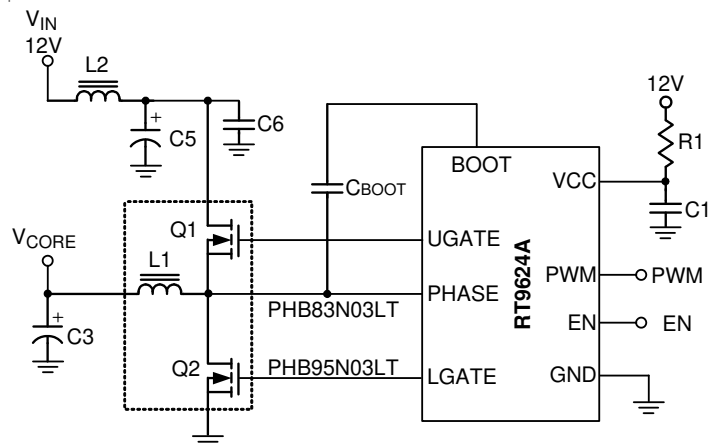 VIN
12V
L2
C5
C6
CBOOT
12V
R1
C1
BOOT
VCC
Q1
UGATE
VCORE
L1
PHASE
PHB83N03LT
RT9624A
PWM
PWM
EN
EN
C3
Q2
PHB95N03LT
LGATE
GND
+
+